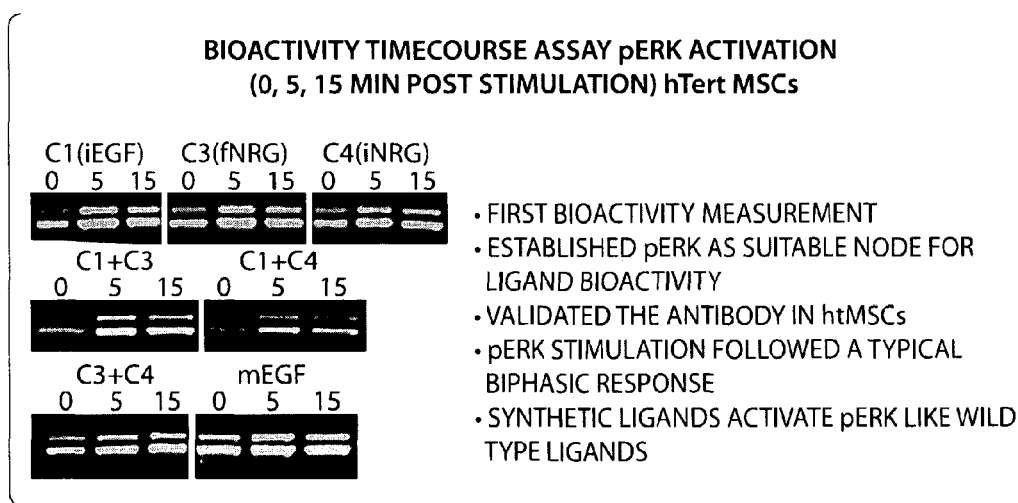 BIOACTIVITY TIMECOURSE ASSAY pERK ACTIVATION
(0, 5, 15 MIN POST STIMULATION) hTert MSCs
C1(iEGF) C3(fNRG) C4(iNRG)
0 5 15 0 5 15 0 5 15
C1+C3 C1+C4
0 5 15 0 5 15
C3+C4 mEGF
0 5 15 0 5 15
• FIRST BIOACTIVITY MEASUREMENT
• ESTABLISHED pERK AS SUITABLE NODE FOR
LIGAND BIOACTIVITY
• VALIDATED THE ANTIBODY IN htMSCs
• pERK STIMULATION FOLLOWED A TYPICAL
BIPHASIC RESPONSE
• SYNTHETIC LIGANDS ACTIVATE pERK LIKE WILD
TYPE LIGANDS